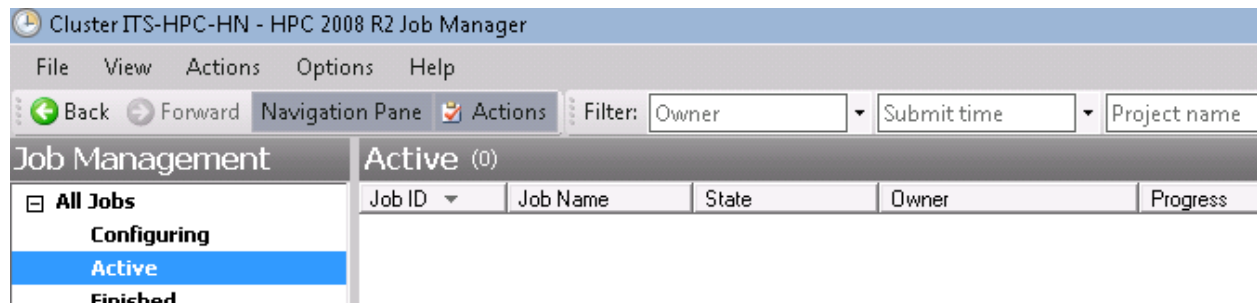 Cluster ITS-HPC-HN - HPC 2008 R2 Job Manager
File View Actions Options Help
Back Forward Navigation Pane Actions Filter: Owner Submit time Project name
Job Management Active (0)
All Jobs Job ID Job Name State Owner Progress
Configuring
Active
Finished